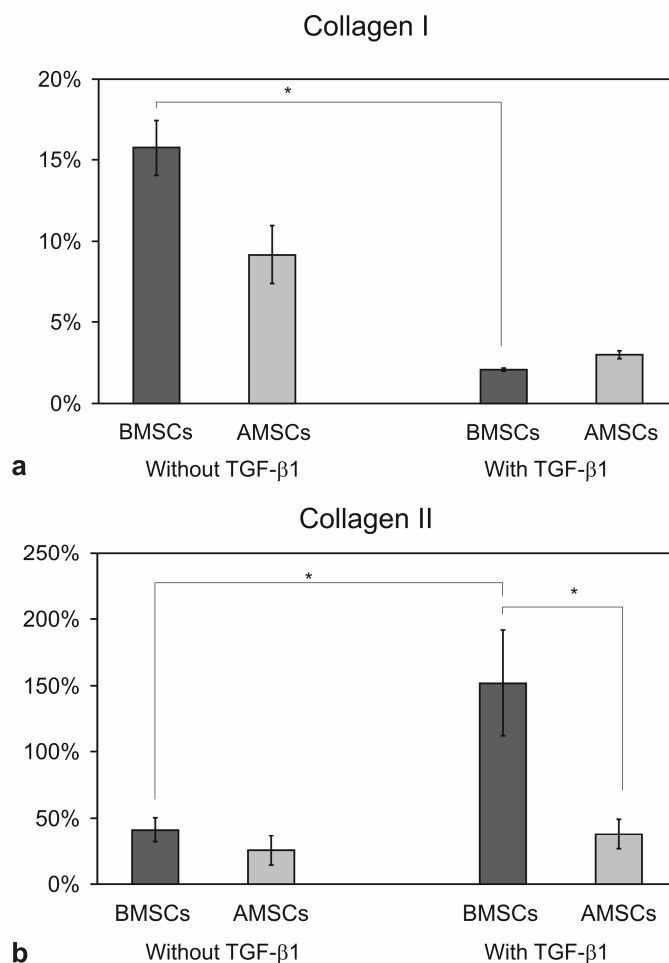 Collagen I
20%
*
15%
10%
5%
0%
BMSCs AMSCs BMSCs AMSCs
a Without TGF-β1 With TGF-β1
Collagen II
250%
*
*
200%
150%
100%
50%
0%
BMSCs AMSCs BMSCs AMSCs
b Without TGF-β1 With TGF-β1